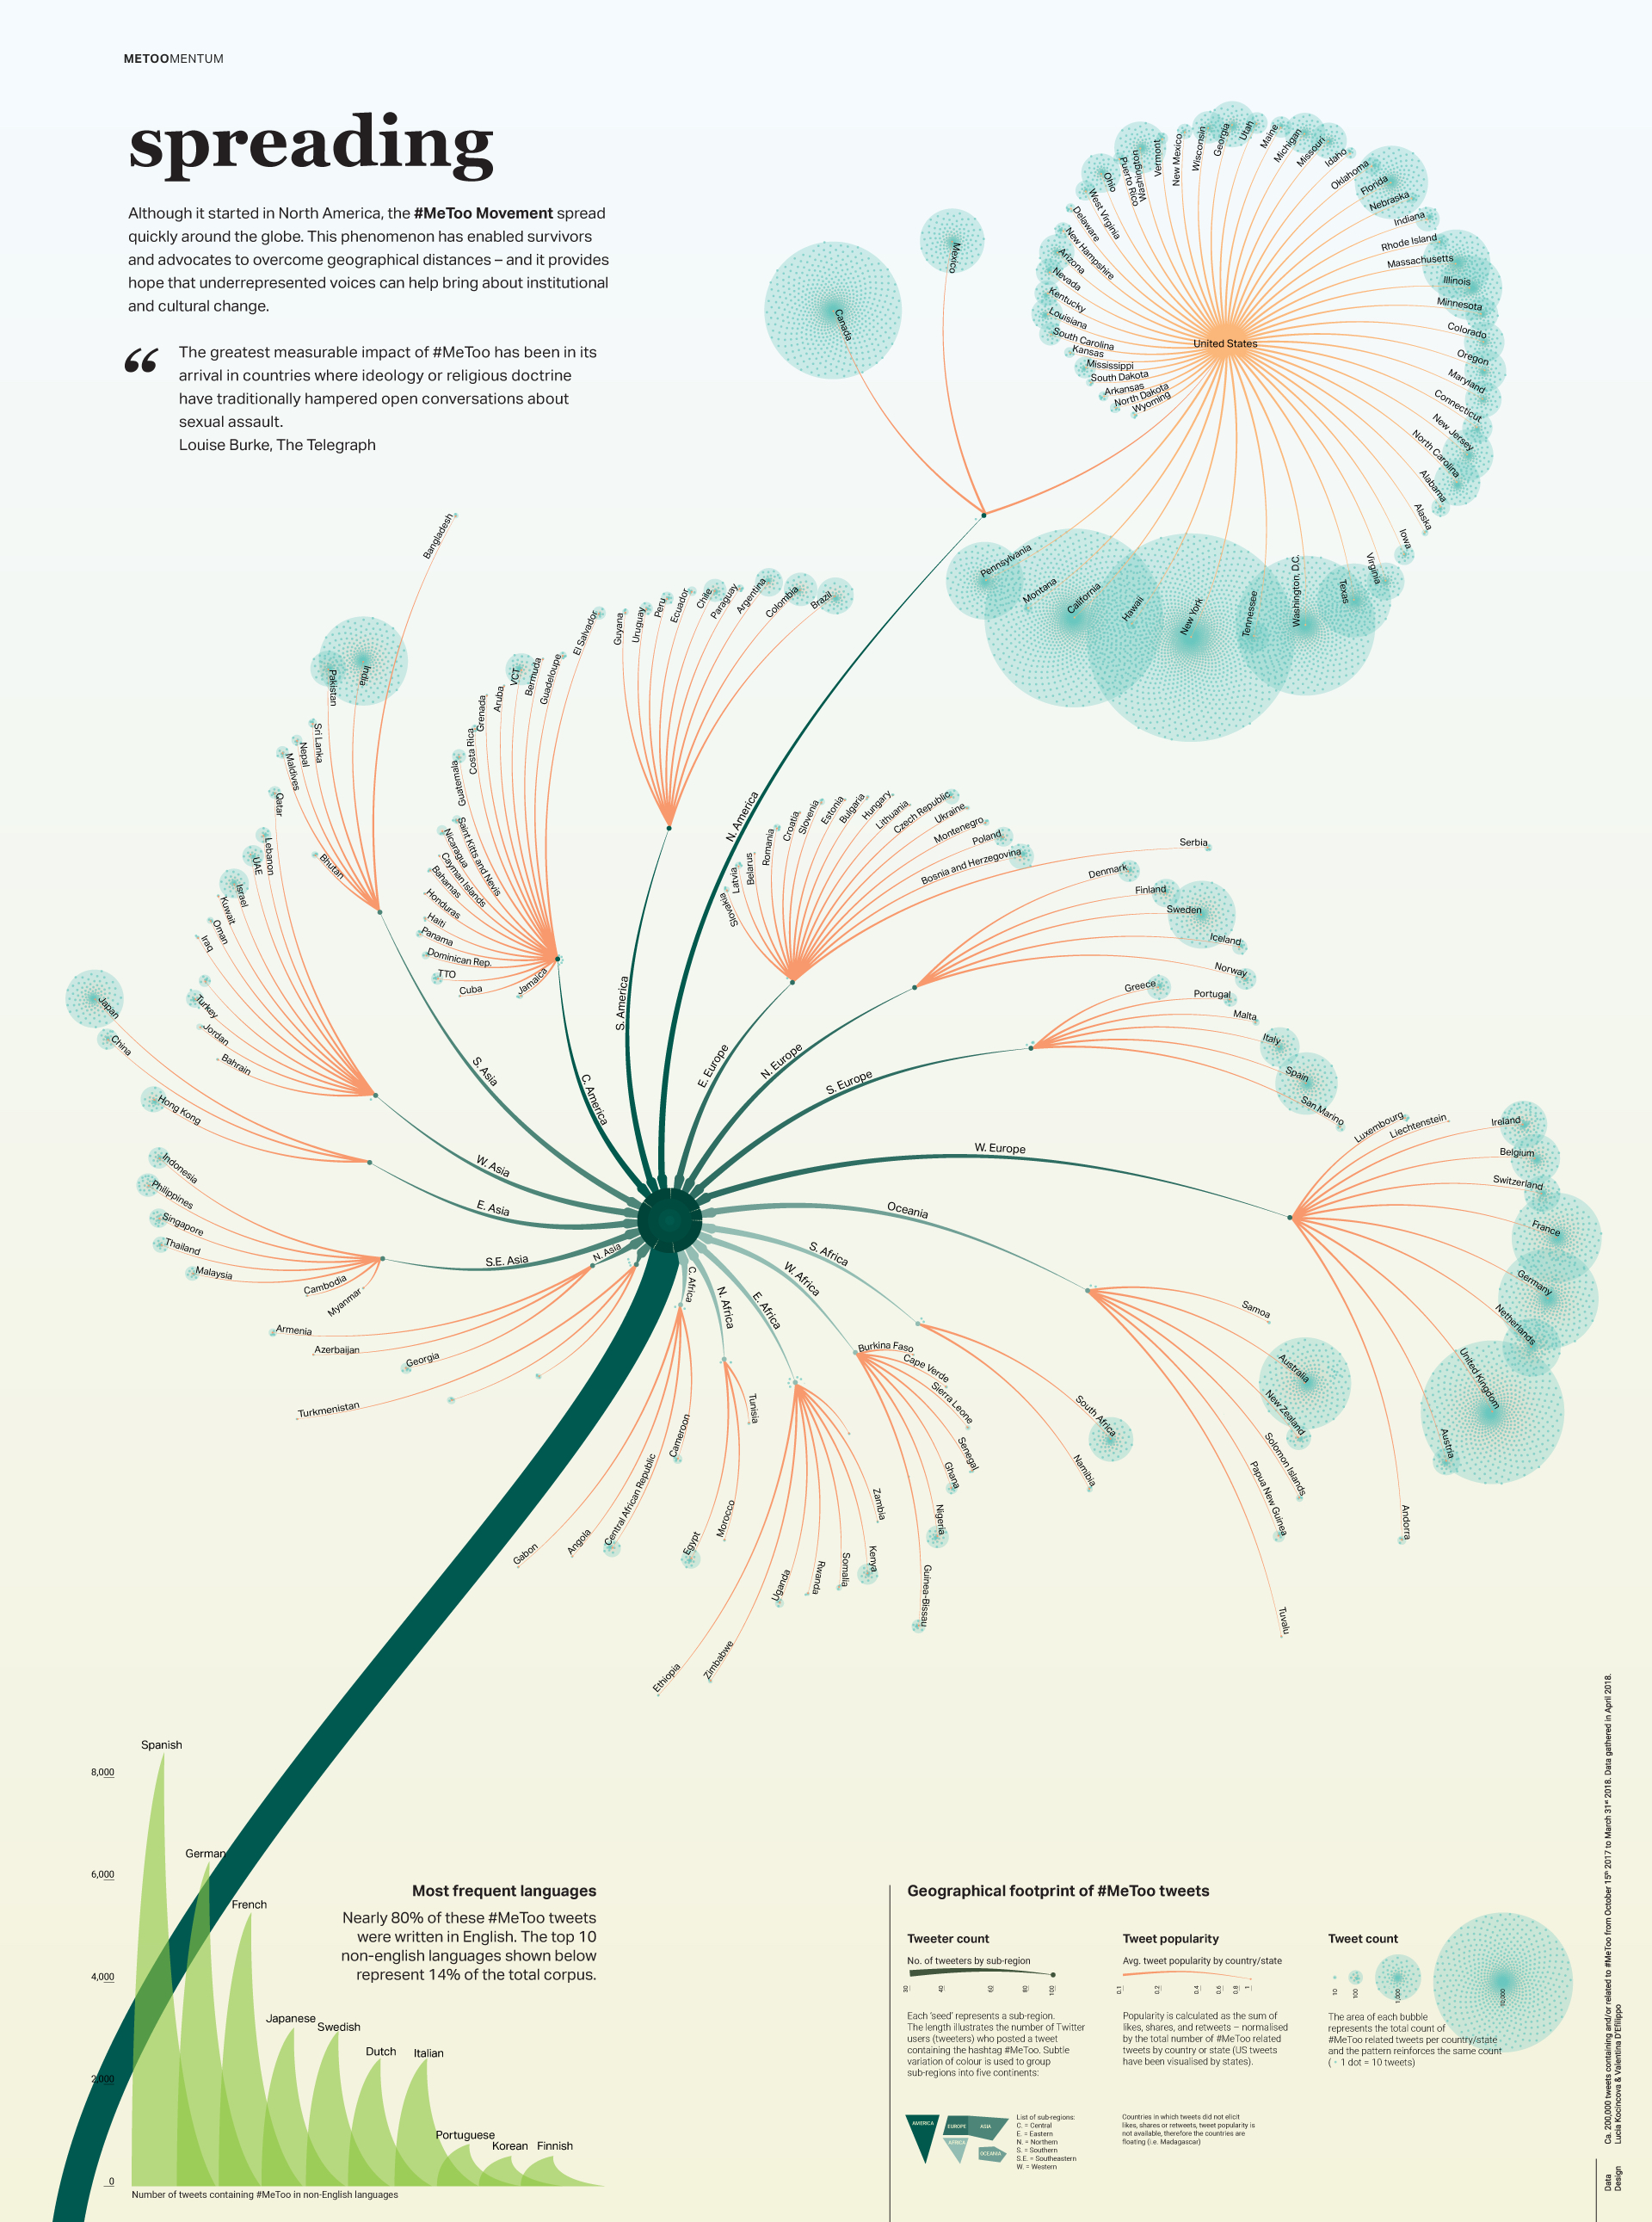 METOOMENTUM
spreading
Although it started in North America, the #MeToo Movement spread
quickly around the globe. This phenomenon has enabled survivors
and advocates to overcome geographical distances – and it provides
hope that underrepresented voices can help bring about institutional
and cultural change.
“
The greatest measurable impact of #MeToo has been in its
arrival in countries where ideology or religious doctrine
have traditionally hampered open conversations about
sexual assault.
Louise Burke, The Telegraph
Canada
Mexico
United States
Wyoming
North Dakota
Arkansas
South Dakota
Mississippi
Kansas
South Carolina
Louisiana
Kentucky
Nevada
Arizona
New Hampshire
Delaware
West Virginia
Ohio
Puerto Rico
Washington
Vermont
New Mexico
Wisconsin
Georgia
Utah
Maine
Michigan
Missouri
Idaho
Oklahoma
Florida
Nebraska
Indiana
Rhode Island
Massachusetts
Illinois
Minnesota
Colorado
Oregon
Maryland
Connecticut
New Jersey
North Carolina
Alabama
Alaska
Iowa
Virginia
Texas
Washington, D.C.
Tennessee
New York
Hawaii
California
Montana
Pennsylvania
N. America
S. America
Guyana
Uruguay
Peru
Ecuador
Chile
Paraguay
Argentina
Colombia
Brazil
C. America
El Salvador
Guadeloupe
Bermuda
VCT
Aruba
Grenada
Costa Rica
Guatemala
Saint Kitts and Nevis
Nicaragua
Cayman Islands
Bahamas
Honduras
Haiti
Panama
Dominican Rep.
TTO
Cuba
Jamaica
S. Asia
Bangladesh
India
Pakistan
Sri Lanka
Nepal
Maldives
Bhutan
W. Asia
Qatar
Lebanon
UAE
Israel
Kuwait
Oman
Iraq
Turkey
Jordan
Bahrain
E. Asia
Japan
China
Hong Kong
S.E. Asia
Indonesia
Philippines
Singapore
Thailand
Malaysia
Cambodia
Myanmar
N. Asia
Armenia
Azerbaijan
Georgia
Turkmenistan
E. Europe
Slovakia
Latvia
Belarus
Romania
Croatia
Slovenia
Estonia
Bulgaria
Hungary
Lithuania
Czech Republic
Ukraine
Montenegro
Poland
Bosnia and Herzegovina
Serbia
N. Europe
Denmark
Finland
Sweden
Iceland
Norway
S. Europe
Greece
Portugal
Malta
Italy
Spain
San Marino
W. Europe
Luxembourg
Liechtenstein
Ireland
Belgium
Switzerland
France
Germany
Netherlands
United Kingdom
Austria
Andorra
Oceania
Samoa
Australia
New Zealand
Solomon Islands
Papua New Guinea
Tuvalu
S. Africa
South Africa
Namibia
W. Africa
Burkina Faso
Cape Verde
Sierra Leone
Senegal
Ghana
Nigeria
Guinea-Bissau
E. Africa
Zambia
Kenya
Somalia
Rwanda
Uganda
Zimbabwe
Ethiopia
N. Africa
Tunisia
Morocco
Egypt
C. Africa
Cameroon
Central African Republic
Angola
Gabon
8,000
6,000
4,000
2,000
0
Spanish
German
French
Japanese
Swedish
Dutch
Italian
Portuguese
Korean
Finnish
Number of tweets containing #MeToo in non-English languages
Most frequent languages
Nearly 80% of these #MeToo tweets
were written in English. The top 10
non-english languages shown below
represent 14% of the total corpus.
Geographical footprint of #MeToo tweets
Tweeter count
No. of tweeters by sub-region
30
40
60
80
100
Each ‘seed’ represents a sub-region.
The length illustrates the number of Twitter
users (tweeters) who posted a tweet
containing the hashtag #MeToo. Subtle
variation of colour is used to group
sub-regions into five continents:
AMERICA
EUROPE
ASIA
AFRICA
OCEANIA
List of sub-regions:
C. = Central
E. = Eastern
N. = Northern
S. = Southern
S.E. = Southeastern
W. = Western
Tweet popularity
Avg. tweet popularity by country/state
0.1
0.2
0.4
0.6
0.8
1
Popularity is calculated as the sum of
likes, shares, and retweets – normalised
by the total number of #MeToo related
tweets by country or state (US tweets
have been visualised by states).
Countries in which tweets did not elicit
likes, shares or retweets, tweet popularity is
not available, therefore the countries are
floating (i.e. Madagascar)
Tweet count
10
100
1,000
10,000
The area of each bubble
represents the total count of
#MeToo related tweets per country/state
and the pattern reinforces the same count
( • 1 dot = 10 tweets)
Data
Ca. 200,000 tweets containing and/or related to #MeToo from October 15th 2017 to March 31st 2018. Data gathered in April 2018.
Design
Lucia Kocincova & Valentina D'Efilippo